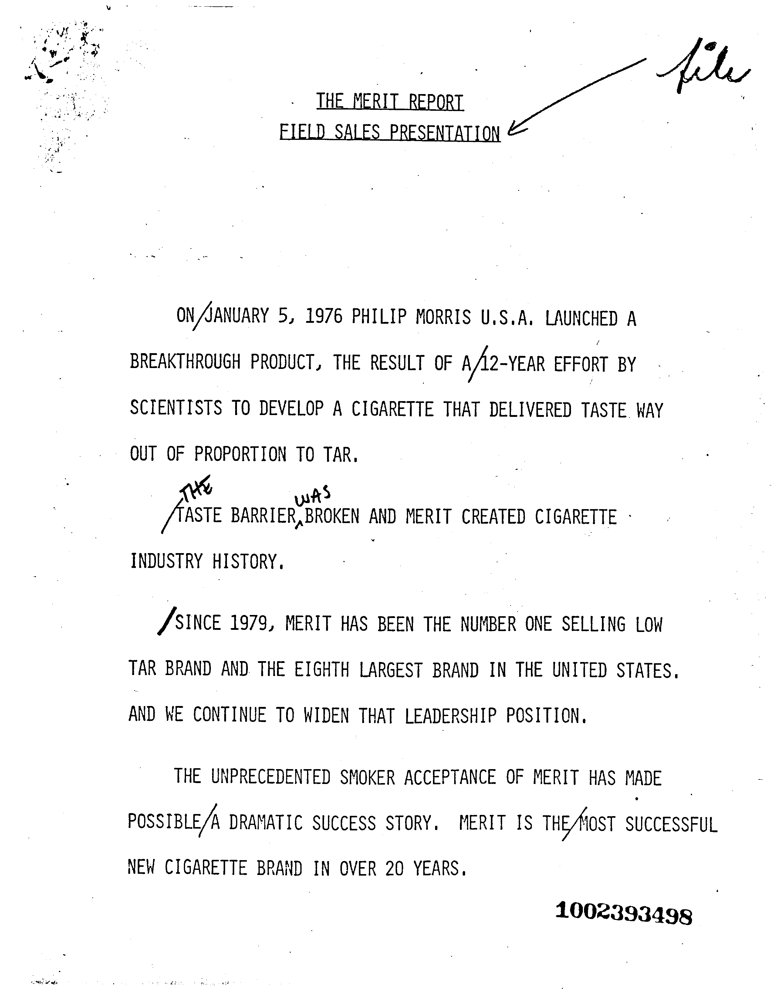 file
THE MERIT REPORT
FIELD SALES PRESENTATION
ON/JANUARY 5, 1976 PHILIP MORRIS U.S.A. LAUNCHED A
BREAKTHROUGH PRODUCT, THE RESULT OF A/12-YEAR EFFORT BY
SCIENTISTS TO DEVELOP A CIGARETTE THAT DELIVERED TASTE WAY
OUT OF PROPORTION TO TAR.
THE WAS
/TASTE BARRIER‸BROKEN AND MERIT CREATED CIGARETTE
INDUSTRY HISTORY.
/SINCE 1979, MERIT HAS BEEN THE NUMBER ONE SELLING LOW
TAR BRAND AND THE EIGHTH LARGEST BRAND IN THE UNITED STATES.
AND WE CONTINUE TO WIDEN THAT LEADERSHIP POSITION.
THE UNPRECEDENTED SMOKER ACCEPTANCE OF MERIT HAS MADE
POSSIBLE/A DRAMATIC SUCCESS STORY. MERIT IS THE/MOST SUCCESSFUL
NEW CIGARETTE BRAND IN OVER 20 YEARS.
1002393498